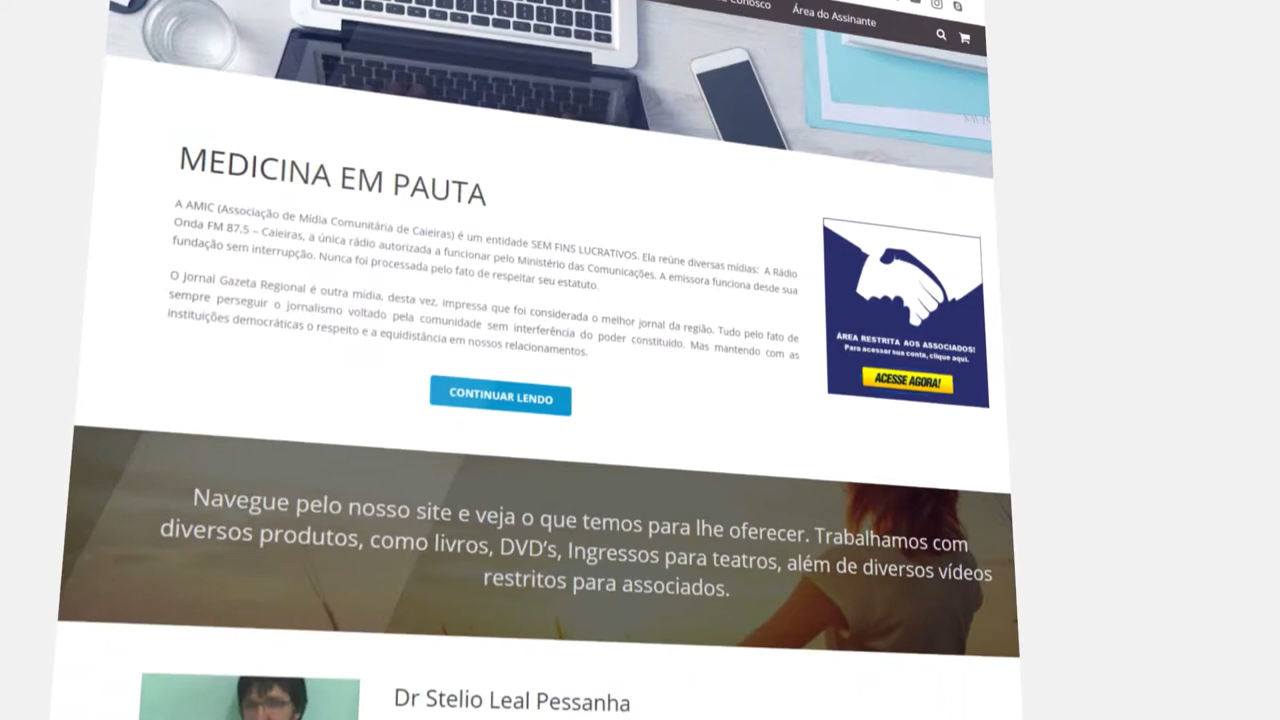 Conosco
Área do Assinante
MEDICINA EM PAUTA
A AMIC (Associação de Mídia Comunitária de Caieiras) é um entidade SEM FINS LUCRATIVOS. Ela reúne diversas mídias: A Rádio
Onda FM 87,5 – Caieiras, a única rádio autorizada a funcionar pelo Ministério das Comunicações. A emissora funciona desde sua
fundação sem interrupção. Nunca foi processada pelo fato de respeitar seu estatuto.
O Jornal Gazeta Regional é outra mídia, desta vez, impressa que foi considerada o melhor jornal da região. Tudo pelo fato de
sempre perseguir o jornalismo voltado pela comunidade sem interferência do poder constituído. Mas mantendo com as
instituições democráticas o respeito e a equidistância em nossos relacionamentos.
ÁREA RESTRITA AOS ASSOCIADOS!
Para acessar sua conta, clique aqui.
ACESSE AGORA!
CONTINUAR LENDO
Navegue pelo nosso site e veja o que temos para lhe oferecer. Trabalhamos com
diversos produtos, como livros, DVD's, Ingressos para teatros, além de diversos vídeos
restritos para associados.
Dr Stelio Leal Pessanha